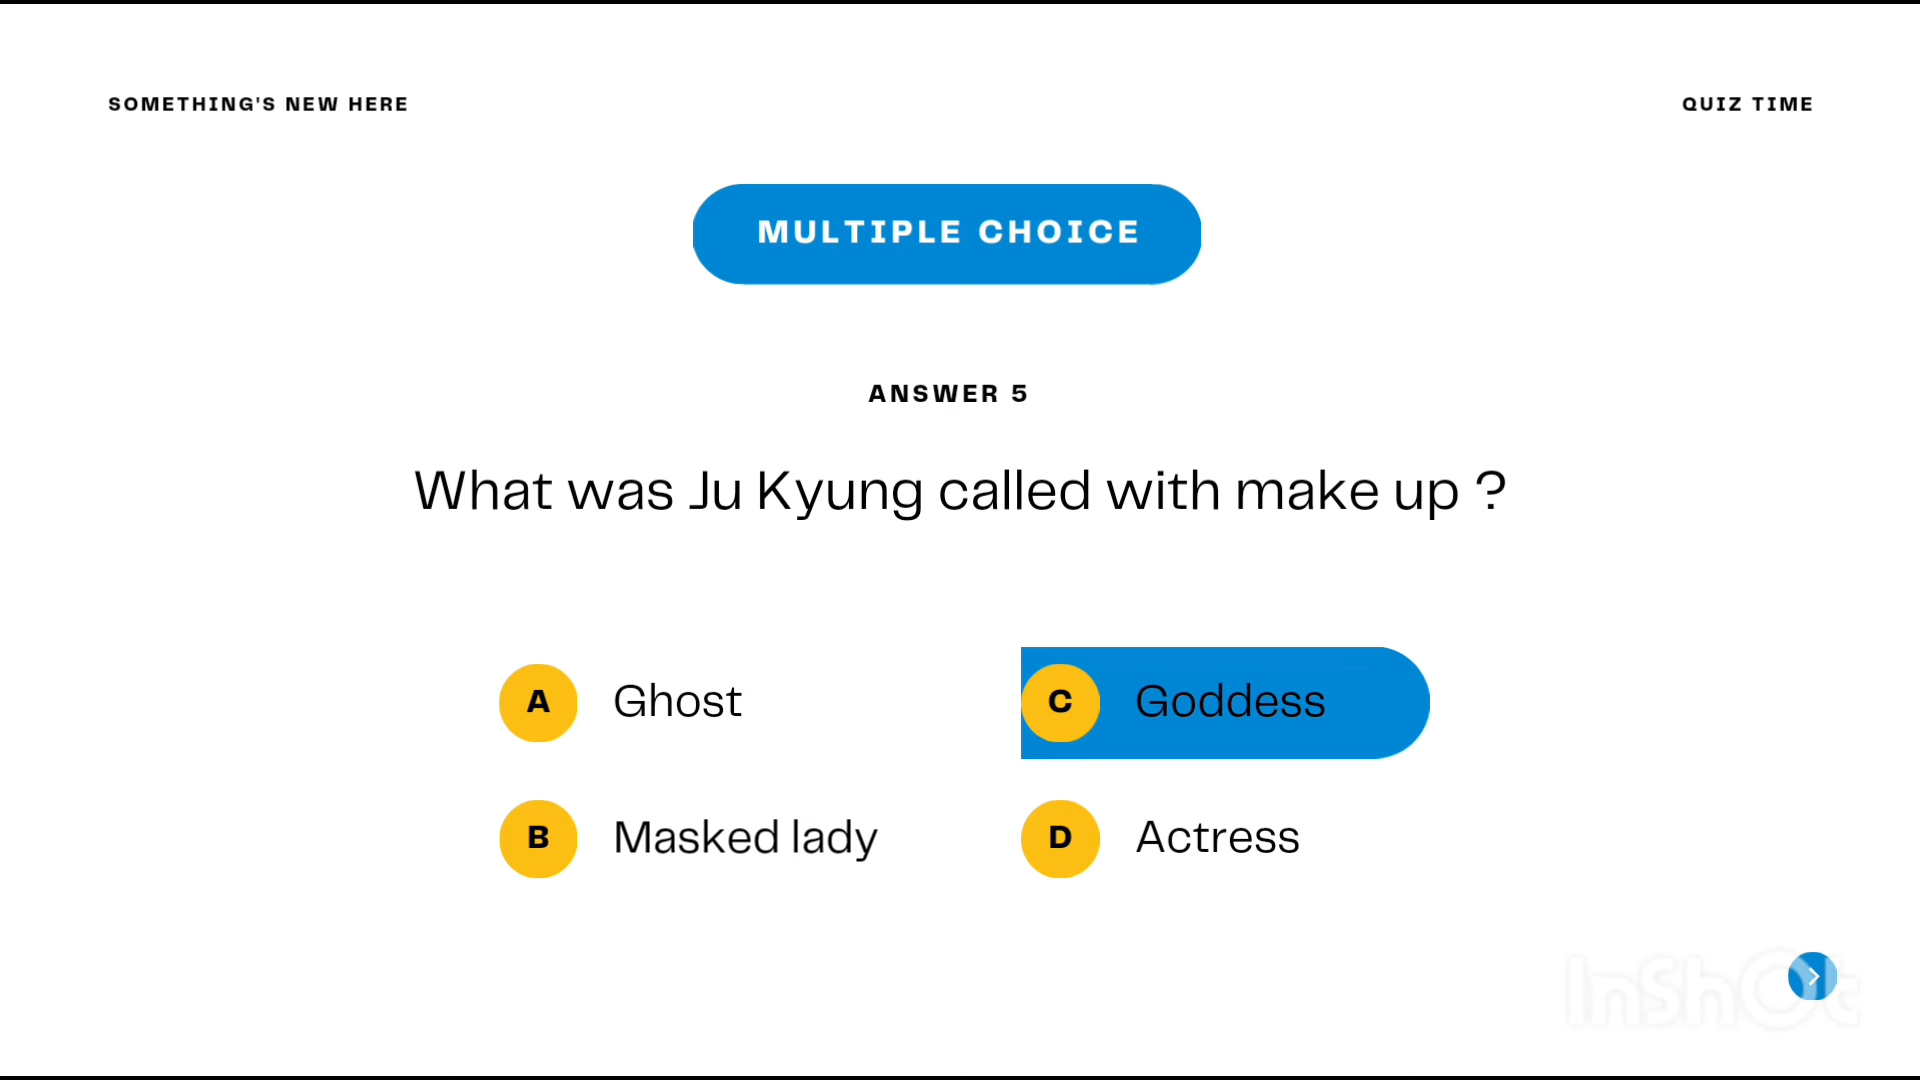 SOMETHING'S NEW HERE
QUIZ TIME
MULTIPLE CHOICE
ANSWER 5
What was Ju Kyung called with make up ?
A Ghost
C Goddess
B Masked lady
D Actress
InShOt